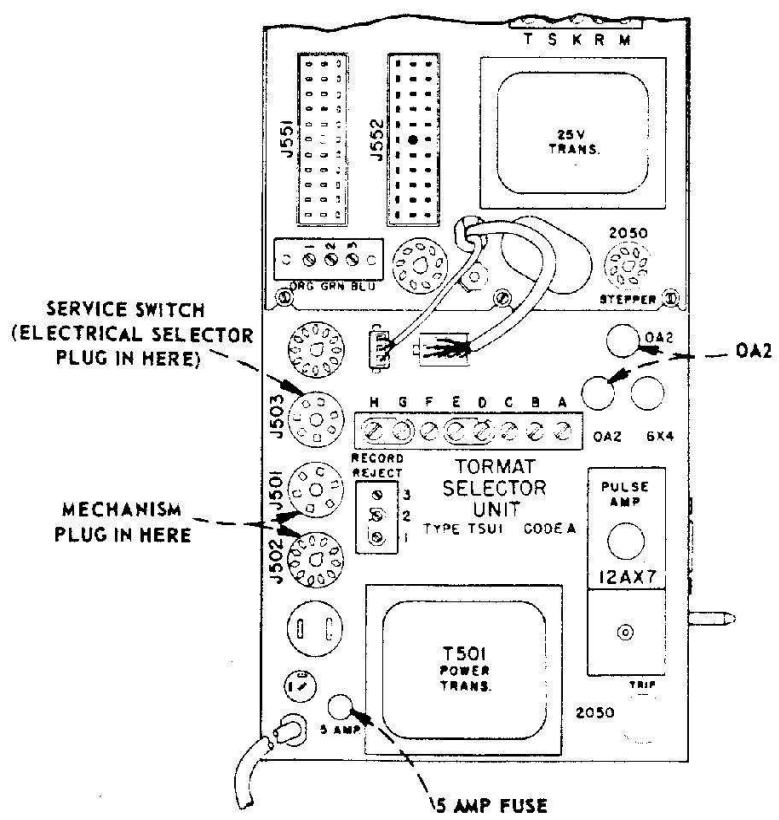 T S K R M
J551
J552
25V
TRANS.
1 2 3
ORG GRN BLU
2050
STEPPER
SERVICE SWITCH
(ELECTRICAL SELECTOR
PLUG IN HERE)
OA2
OA2
J503
H G F E D C B A
OA2 6X4
RECORD
REJECT
3
2
1
TORMAT
SELECTOR
UNIT
TYPE TSU1 CODE A
PULSE
AMP
12AX7
J501
MECHANISM
PLUG IN HERE
J502
T501
POWER
TRANS.
TRIP
2050
5 AMP.
5 AMP FUSE